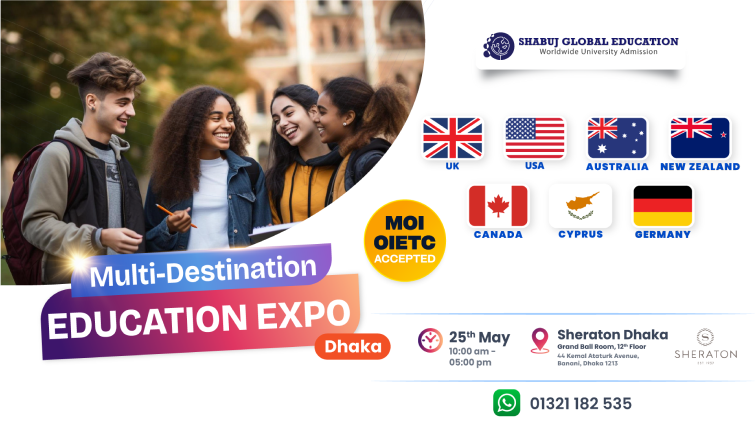 SHABUJ GLOBAL EDUCATION
Worldwide University Admission
UK
USA
AUSTRALIA
NEW ZEALAND
CANADA
CYPRUS
GERMANY
MOI
OIETC
ACCEPTED
Multi-Destination
EDUCATION EXPO
Dhaka
25th May
10:00 am -
05:00 pm
Sheraton Dhaka
Grand Ball Room, 12th Floor
44 Kemal Ataturk Avenue,
Banani, Dhaka 1213
SHERATON
01321 182 535